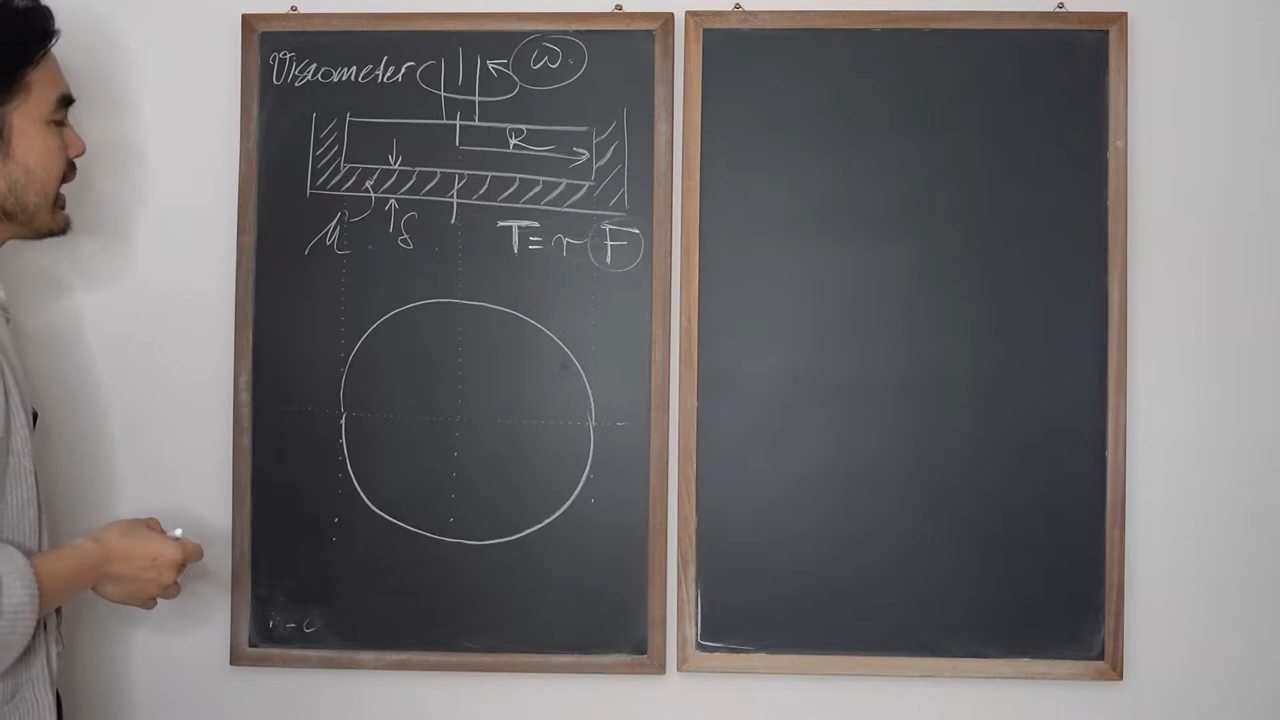 Viscometer ω
R
μ δ T = r F